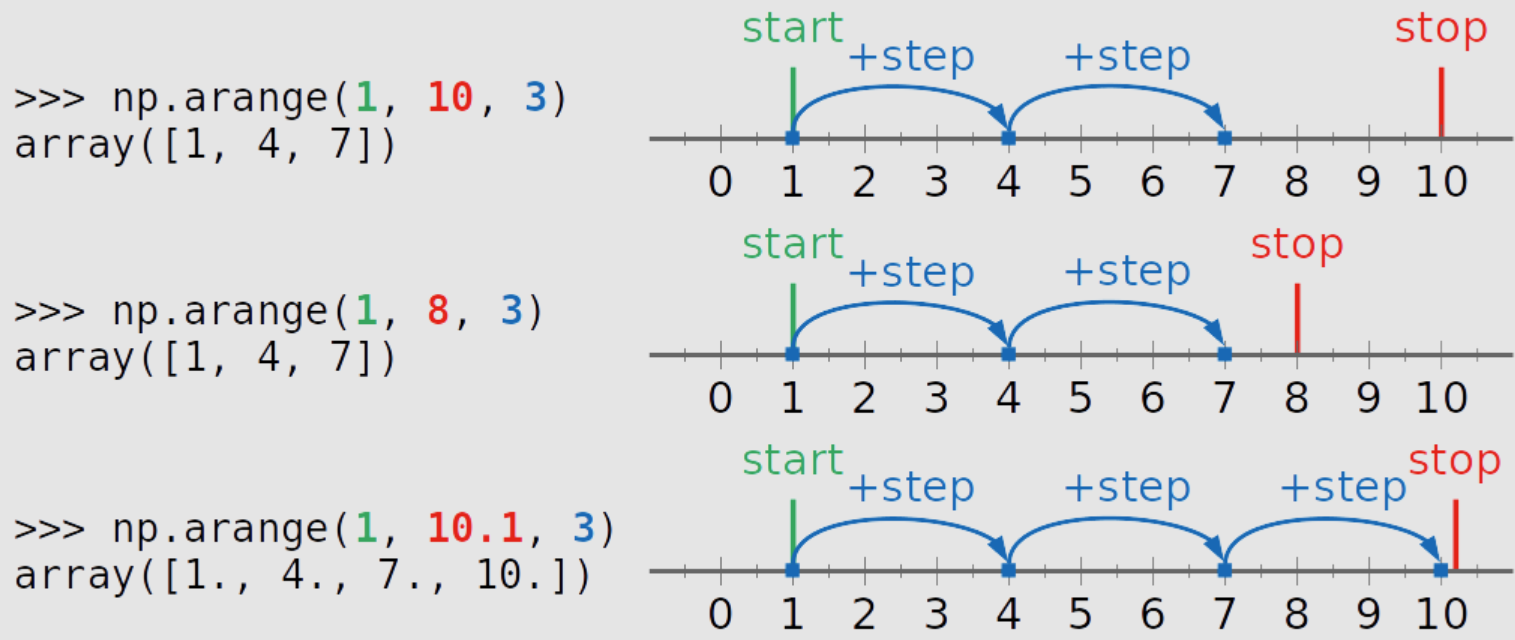 >>> np.arange(1, 10, 3)
array([1, 4, 7])
start
+step
+step
stop
0 1 2 3 4 5 6 7 8 9 10
>>> np.arange(1, 8, 3)
array([1, 4, 7])
start
+step
+step
stop
0 1 2 3 4 5 6 7 8 9 10
>>> np.arange(1, 10.1, 3)
array([1., 4., 7., 10.])
start
+step
+step
+step
stop
0 1 2 3 4 5 6 7 8 9 10